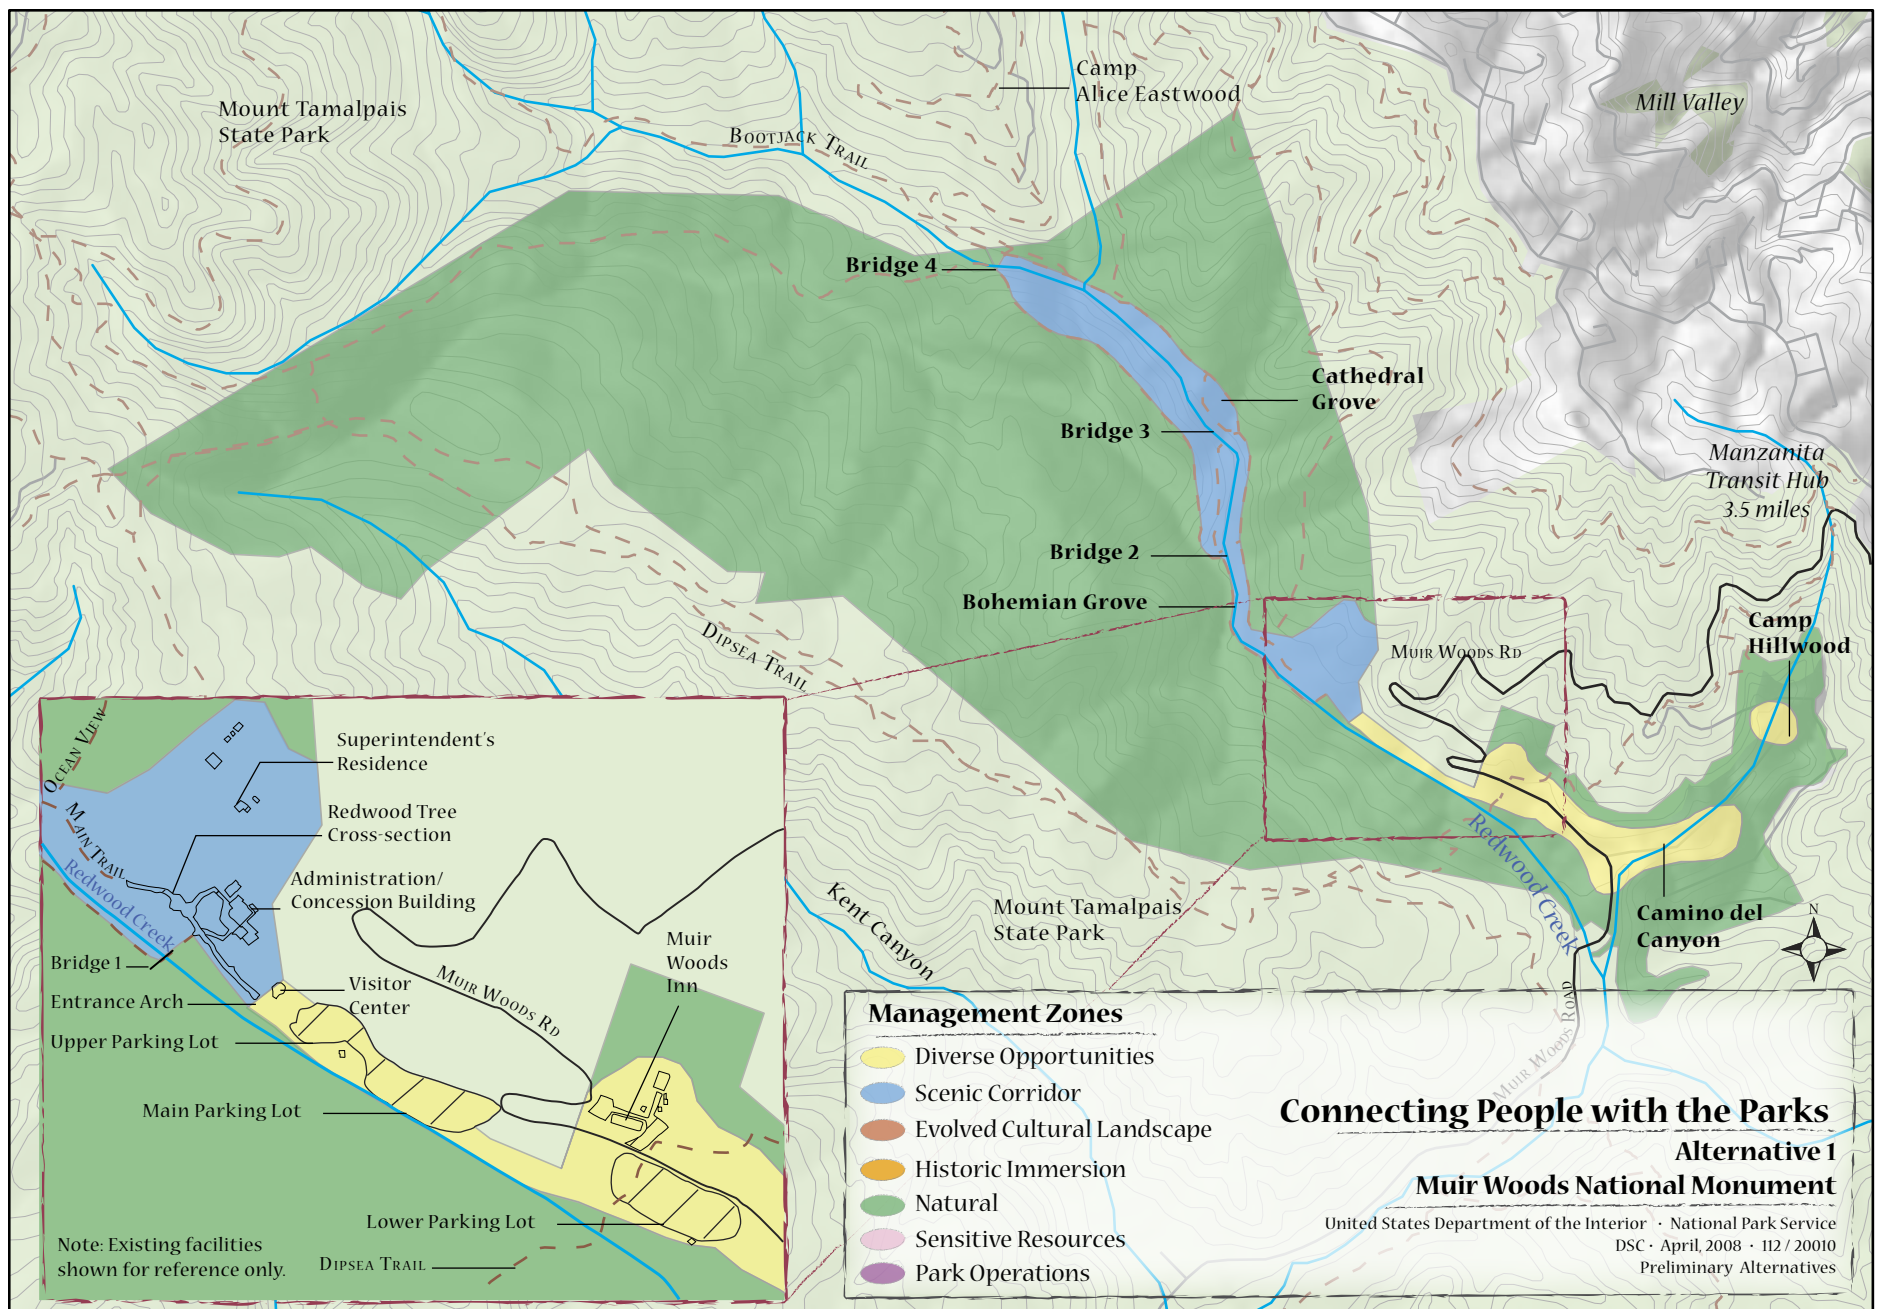 Mount Tamalpais
State Park
Camp
Alice Eastwood
Mill Valley
Bootjack Trail
Bridge 4
Cathedral
Grove
Bridge 3
Manzanita
Transit Hub
3.5 miles
Bridge 2
Bohemian Grove
Camp
Hillwood
Dipsea Trail
Muir Woods Rd
Redwood Creek
Camino del
Canyon
Mount Tamalpais
State Park
Kent Canyon
N
Muir Woods Road
Ocean View
Superintendent's
Residence
Main Trail
Redwood Tree
Cross-section
Redwood Creek
Administration/
Concession Building
Bridge 1
Muir
Woods
Inn
Entrance Arch
Visitor
Center
Muir Woods Rd
Upper Parking Lot
Main Parking Lot
Lower Parking Lot
Note: Existing facilities
shown for reference only.
Dipsea Trail
Management Zones
Diverse Opportunities
Scenic Corridor
Evolved Cultural Landscape
Historic Immersion
Natural
Sensitive Resources
Park Operations
Muir Woods Road
Connecting People with the Parks
Alternative 1
Muir Woods National Monument
United States Department of the Interior · National Park Service
DSC · April, 2008 · 112 / 20010
Preliminary Alternatives